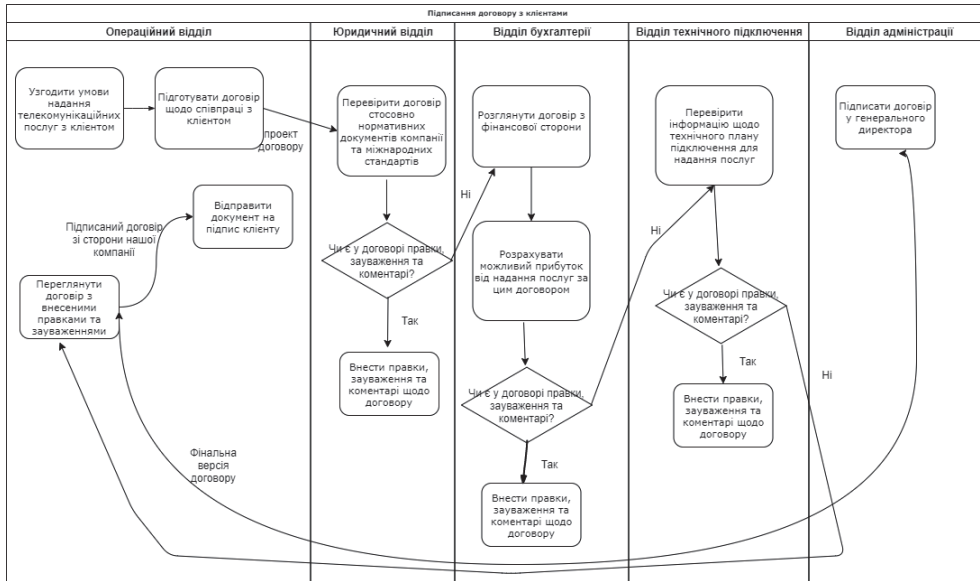 Підписання договору з клієнтами
Операційний відділ
Юридичний відділ
Відділ бухгалтерії
Відділ технічного підключення
Відділ адміністрації
Узгодити умови
надання
телекомунікаційних
послуг з клієнтом
Підготувати договір
щодо співпраці з
клієнтом
проект
договору
Перевірити договір
стосовно
нормативних
документів компанії
та міжнародних
стандартів
Розглянути договір з
фінансової сторони
Перевірити
інформацію щодо
технічного плану
підключення для
надання послуг
Підписати договір
у генерального
директора
Відправити
документ на
підпис клієнту
Підписаний договір
зі сторони нашої
компанії
Ні
Чи є у договорі правки,
зауваження та
коментарі?
Розрахувати
можливий прибуток
від надання послуг за
цим договором
Ні
Чи є у договорі правки,
зауваження та
коментарі?
Переглянути
договір з
внесеними
правками та
зауваженнями
Так
Внести правки,
зауваження та
коментарі щодо
договору
Чи є у договорі правки,
зауваження та
коментарі?
Так
Ні
Внести правки,
зауваження та
коментарі щодо
договору
Фінальна
версія
договору
Так
Внести правки,
зауваження та
коментарі щодо
договору